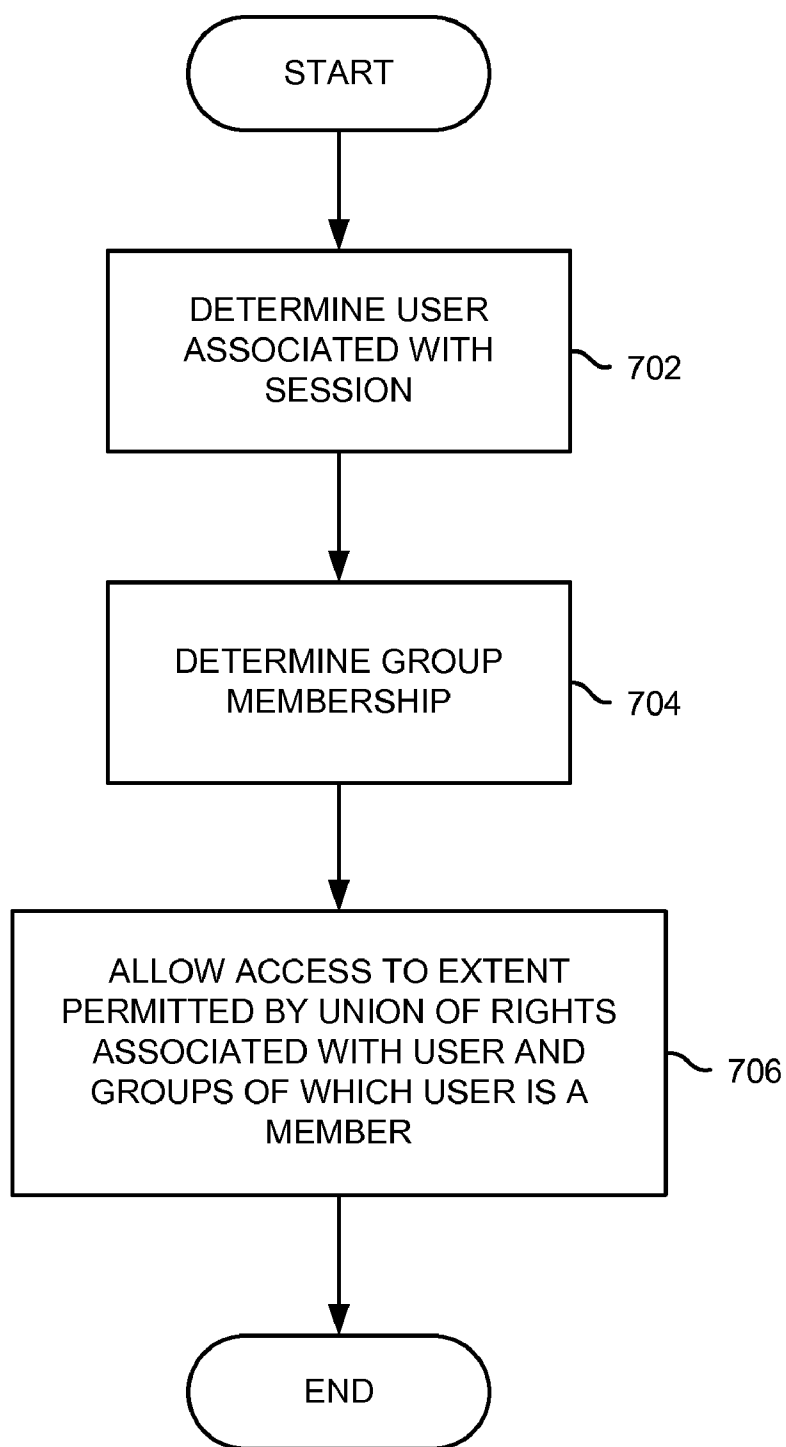 START
DETERMINE USER
ASSOCIATED WITH
SESSION
702
DETERMINE GROUP
MEMBERSHIP
704
ALLOW ACCESS TO EXTENT
PERMITTED BY UNION OF RIGHTS
ASSOCIATED WITH USER AND
GROUPS OF WHICH USER IS A
MEMBER
706
END